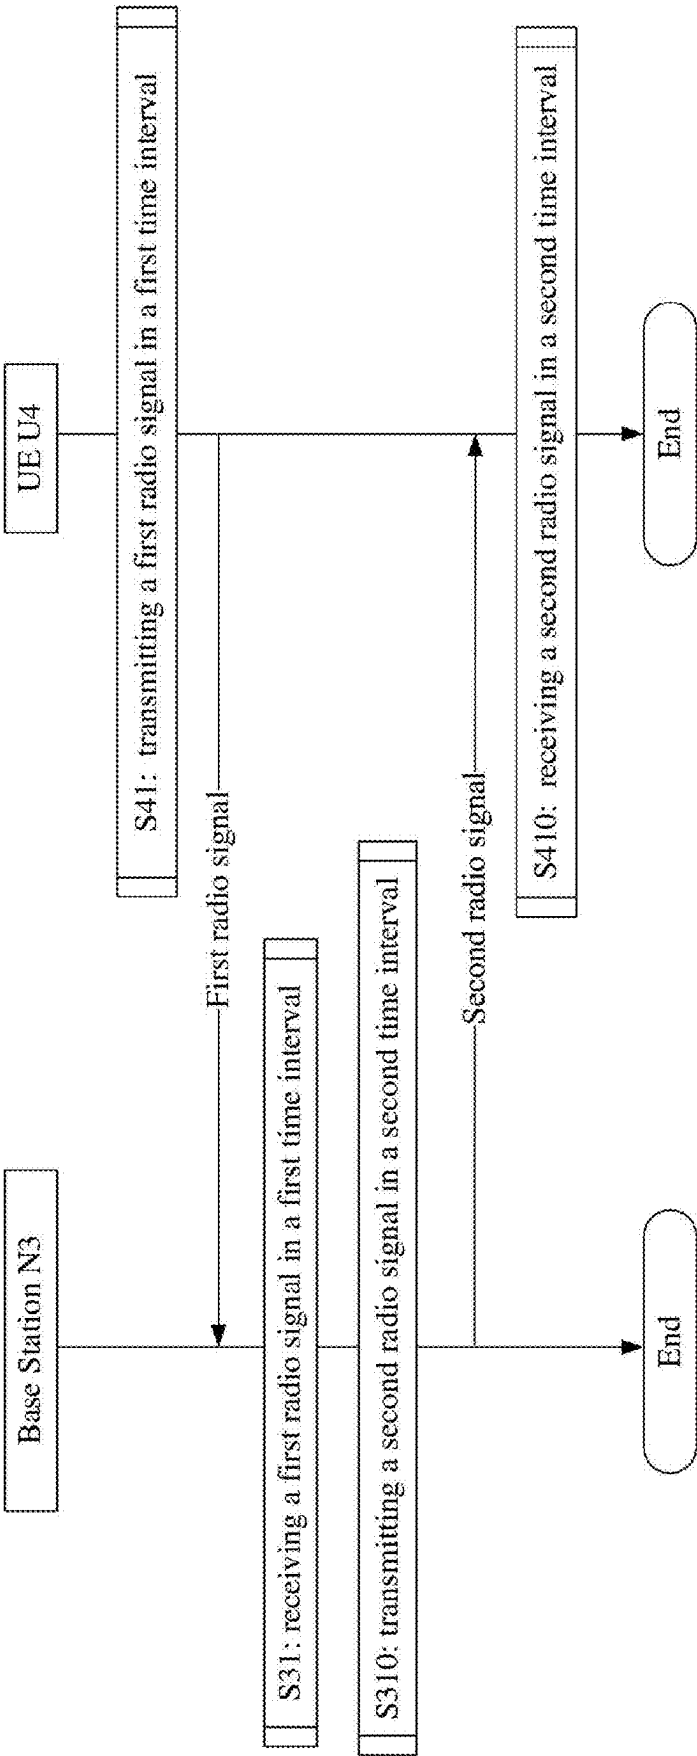 Base Station N3
UE U4
S41: transmitting a first radio signal in a first time interval
First radio signal
S31: receiving a first radio signal in a first time interval
S310: transmitting a second radio signal in a second time interval
Second radio signal
S410: receiving a second radio signal in a second time interval
End
End